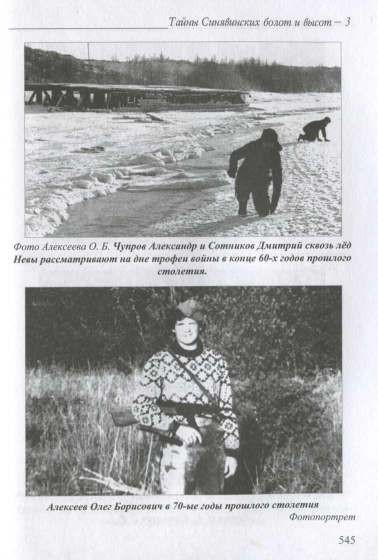 Тайны Синявинских болот и высот – 3
Фото Алексеева О. Б. Чупров Александр и Сотников Дмитрий сквозь лёд
Невы рассматривают на дне трофеи войны в конце 60-х годов прошлого
столетия.
Алексеев Олег Борисович в 70-ые годы прошлого столетия
Фотопортрет
545